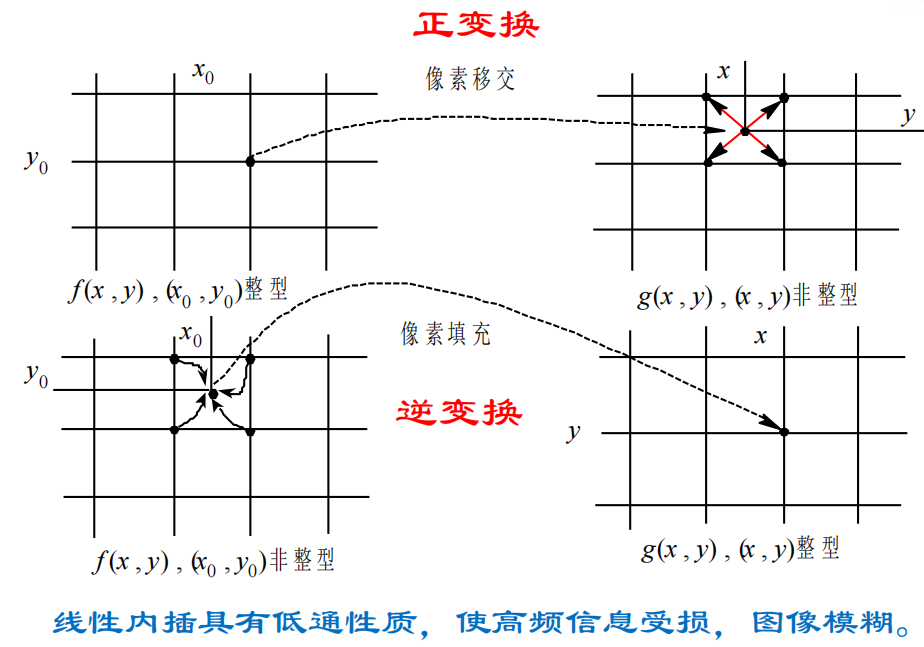 正变换
x₀
像素移交
x
y
y₀
f(x , y) , (x₀ , y₀)整型
g(x , y) , (x , y)非整型
x₀
像素填充
x
y₀
逆变换
y
f(x , y) , (x₀ , y₀)非整型
g(x , y) , (x , y)整型
线性内插具有低通性质，使高频信息受损，图像模糊。